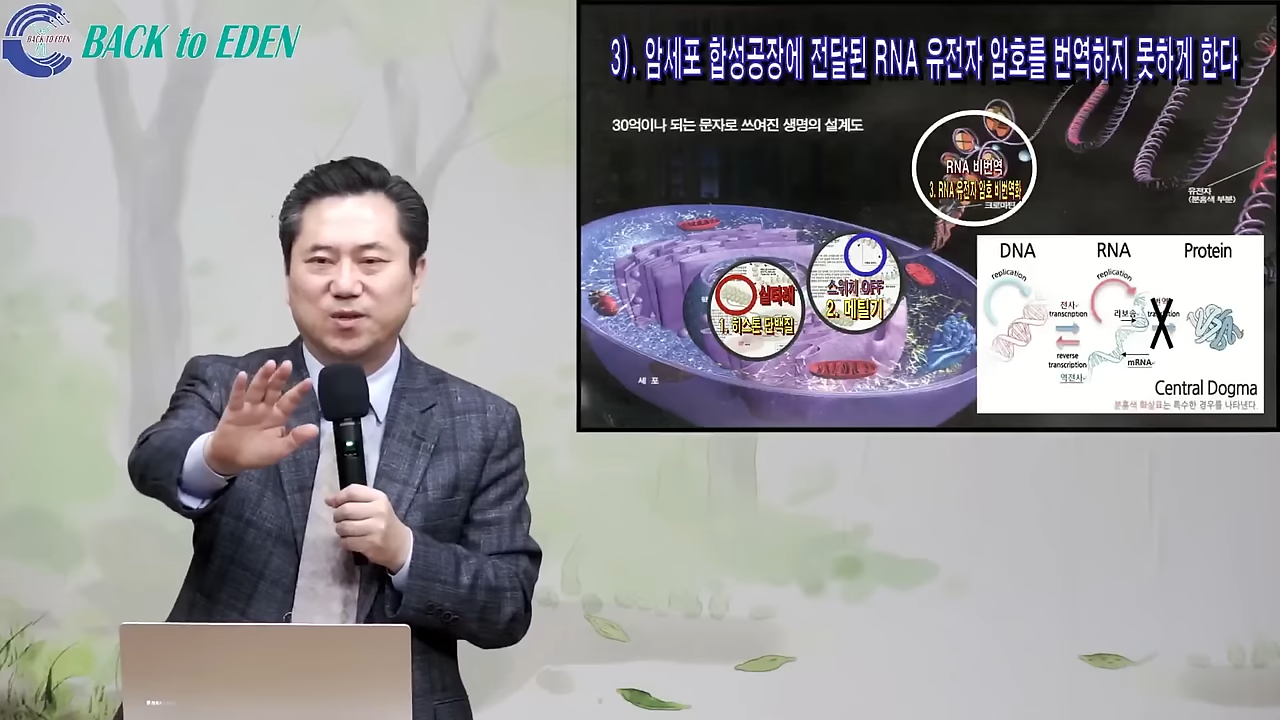 BACK TO EDEN
BACK to EDEN
3). 암세포 합성공장에 전달된 RNA 유전자 암호를 번역하지 못하게 한다
30억이나 되는 문자로 쓰여진 생명의 설계도
RNA 비번역
3. RNA 유전자 암호 비번역화
크로마틴
유전자
(분홍색 부분)
실타래
1. 히스톤 단백질
스위치 OFF
2. 메틸기
세 포
DNA
RNA
Protein
replication
replication
전사
transcription
리보솜
reverse
transcription
역전사
mRNA
Central Dogma
분홍색 화살표는 특수한 경우를 나타낸다.